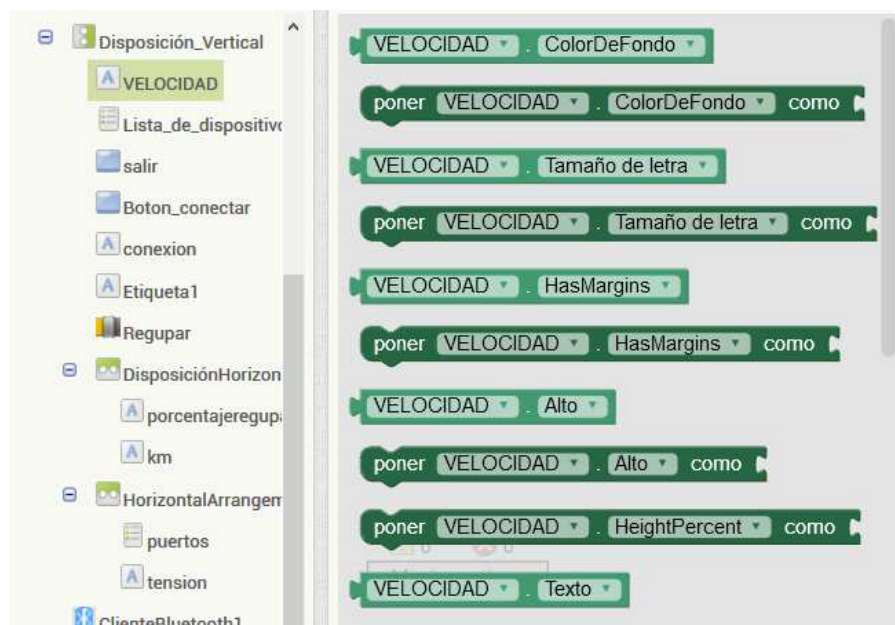 Disposición_Vertical
VELOCIDAD
Lista_de_dispositivo
salir
Boton_conectar
conexion
Etiqueta1
Regupar
DisposiciónHorizon
porcentajeregupa
km
HorizontalArrangem
puertos
tension
ClienteBluetooth1
VELOCIDAD . ColorDeFondo
poner VELOCIDAD . ColorDeFondo como
VELOCIDAD . Tamaño de letra
poner VELOCIDAD . Tamaño de letra como
VELOCIDAD . HasMargins
poner VELOCIDAD . HasMargins como
VELOCIDAD . Alto
poner VELOCIDAD . Alto como
poner VELOCIDAD . HeightPercent como
0 0
VELOCIDAD . Texto